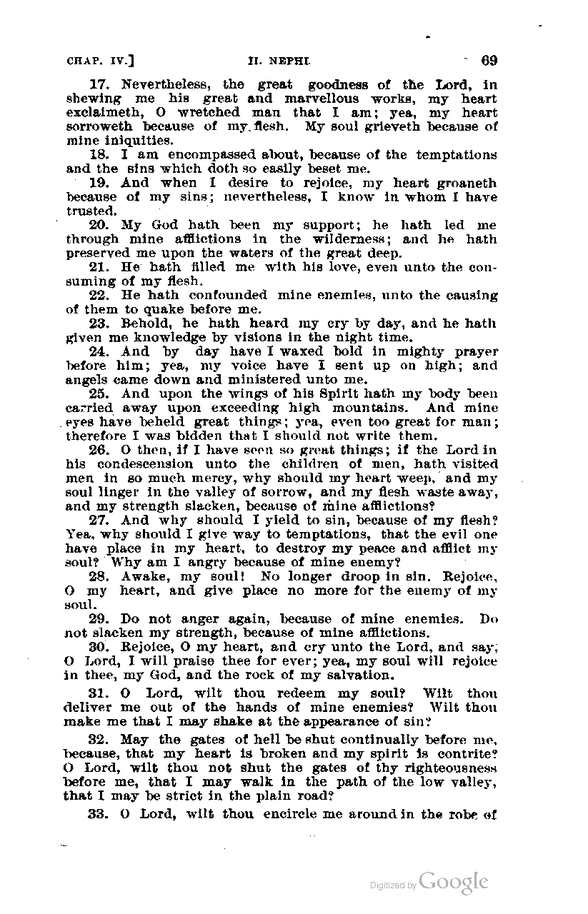 CHAP. IV.] II. NEPHI. 69
17. Nevertheless, the great goodness of the Lord, in
shewing me his great and marvellous works, my heart
exclaimeth, O wretched man that I am; yea, my heart
sorroweth because of my flesh. My soul grieveth because of
mine iniquities.
18. I am encompassed about, because of the temptations
and the sins which doth so easily beset me.
19. And when I desire to rejoice, my heart groaneth
because of my sins; nevertheless, I know in whom I have
trusted.
20. My God hath been my support; he hath led me
through mine afflictions in the wilderness; and he hath
preserved me upon the waters of the great deep.
21. He hath filled me with his love, even unto the con-
suming of my flesh.
22. He hath confounded mine enemies, unto the causing
of them to quake before me.
23. Behold, he hath heard my cry by day, and he hath
given me knowledge by visions in the night time.
24. And by day have I waxed bold in mighty prayer
before him; yea, my voice have I sent up on high; and
angels came down and ministered unto me.
25. And upon the wings of his Spirit hath my body been
carried away upon exceeding high mountains. And mine
eyes have beheld great things; yea, even too great for man;
therefore I was bidden that I should not write them.
26. O then, if I have seen so great things; if the Lord in
his condescension unto the children of men, hath visited
men in so much mercy, why should my heart weep, and my
soul linger in the valley of sorrow, and my flesh waste away,
and my strength slacken, because of mine afflictions?
27. And why should I yield to sin, because of my flesh?
Yea, why should I give way to temptations, that the evil one
have place in my heart, to destroy my peace and afflict my
soul? Why am I angry because of mine enemy?
28. Awake, my soul! No longer droop in sin. Rejoice,
O my heart, and give place no more for the enemy of my
soul.
29. Do not anger again, because of mine enemies. Do
not slacken my strength, because of mine afflictions.
30. Rejoice, O my heart, and cry unto the Lord, and say,
O Lord, I will praise thee for ever; yea, my soul will rejoice
in thee, my God, and the rock of my salvation.
31. O Lord, wilt thou redeem my soul? Wilt thou
deliver me out of the hands of mine enemies? Wilt thou
make me that I may shake at the appearance of sin?
32. May the gates of hell be shut continually before me,
because, that my heart is broken and my spirit is contrite?
O Lord, wilt thou not shut the gates of thy righteousness
before me, that I may walk in the path of the low valley,
that I may be strict in the plain road?
33. O Lord, wilt thou encircle me around in the robe of
Digitized by Google